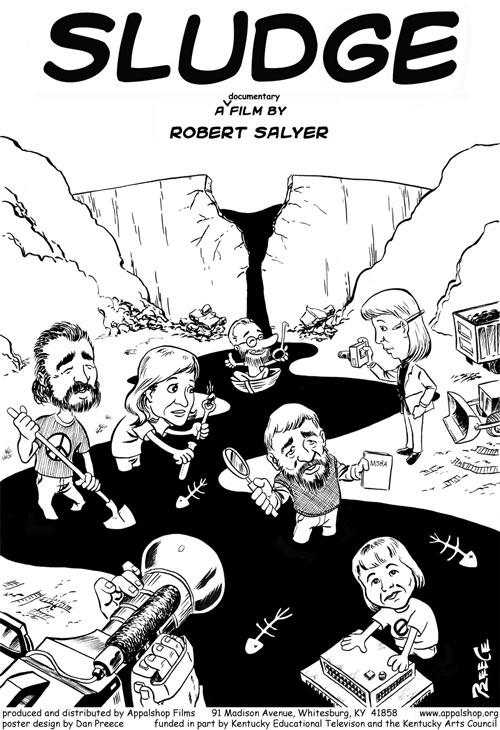 SLUDGE
documentary
A FILM BY
ROBERT SALYER
MSHA
PREECE
produced and distributed by Appalshop Films 91 Madison Avenue, Whitesburg, KY 41858 www.appalshop.org
poster design by Dan Preece funded in part by Kentucky Educational Televison and the Kentucky Arts Council